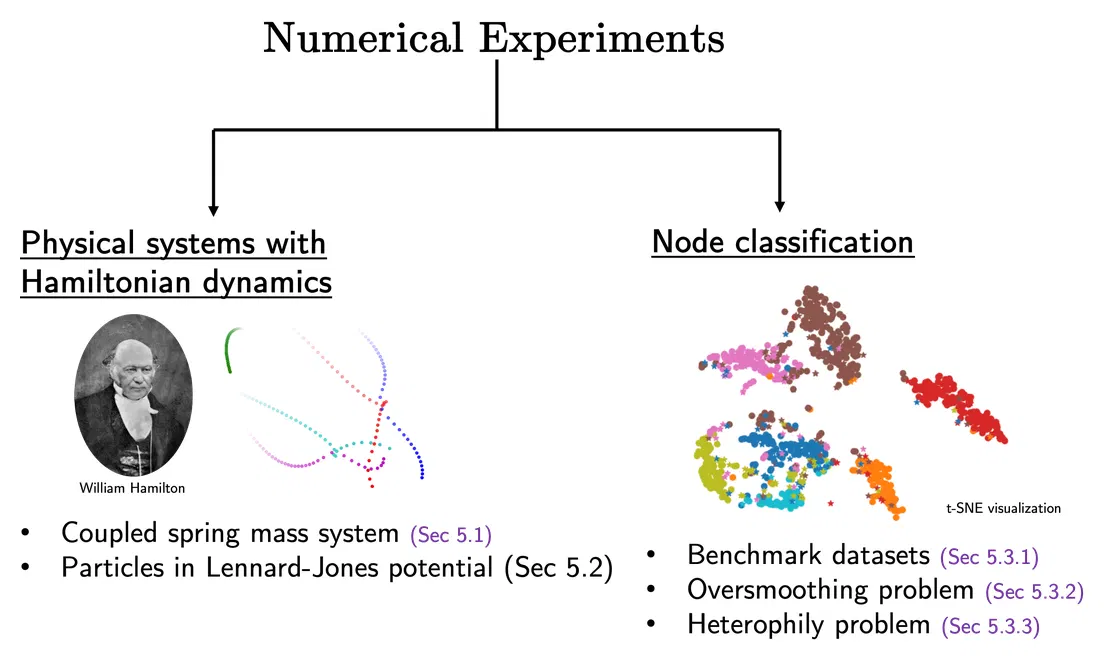 Numerical Experiments
Physical systems with
Hamiltonian dynamics
William Hamilton
• Coupled spring mass system (Sec 5.1)
• Particles in Lennard-Jones potential (Sec 5.2)
Node classification
t-SNE visualization
• Benchmark datasets (Sec 5.3.1)
• Oversmoothing problem (Sec 5.3.2)
• Heterophily problem (Sec 5.3.3)